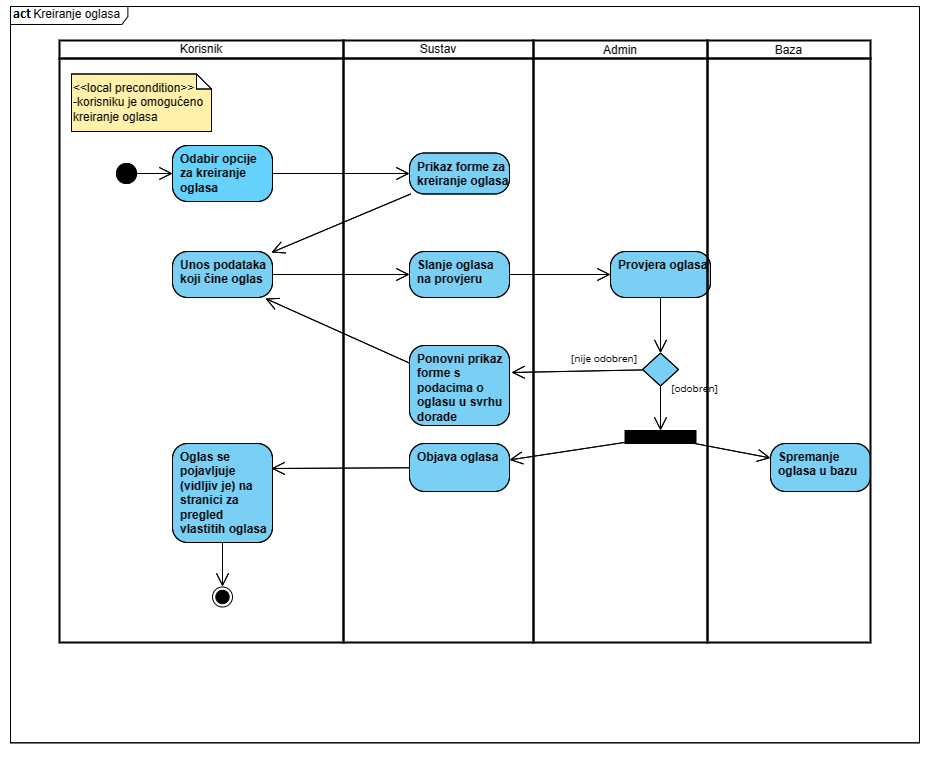 act Kreiranje oglasa
Korisnik
Sustav
Admin
Baza
<<local precondition>>
-korisniku je omogućeno
kreiranje oglasa
Odabir opcije
za kreiranje
oglasa
Prikaz forme za
kreiranje oglasa
Unos podataka
koji čine oglas
Slanje oglasa
na provjeru
Provjera oglasa
Ponovni prikaz
forme s
podacima o
oglasu u svrhu
dorade
[nije odobren]
[odobren]
Oglas se
pojavljuje
(vidljiv je) na
stranici za
pregled
vlastitih oglasa
Objava oglasa
Spremanje
oglasa u bazu